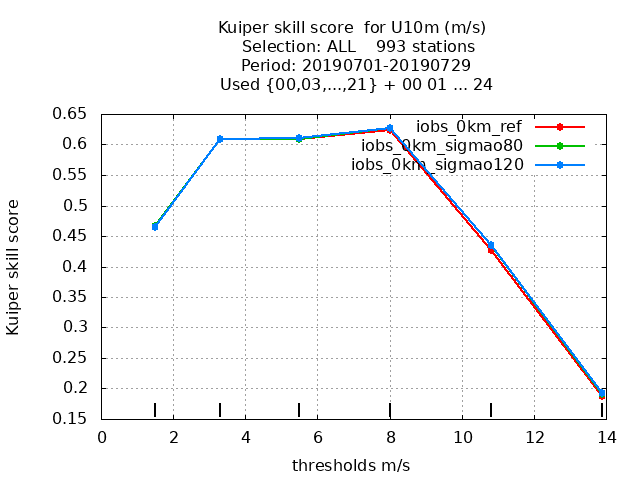 Kuiper skill score  for U10m (m/s)
Selection: ALL    993 stations
Period: 20190701-20190729
Used {00,03,...,21} + 00 01 ... 24
iobs_0km_ref
iobs_0km_sigmao80
iobs_0km_sigmao120
Kuiper skill score
0.65
0.6
0.55
0.5
0.45
0.4
0.35
0.3
0.25
0.2
0.15
0 2 4 6 8 10 12 14
thresholds m/s